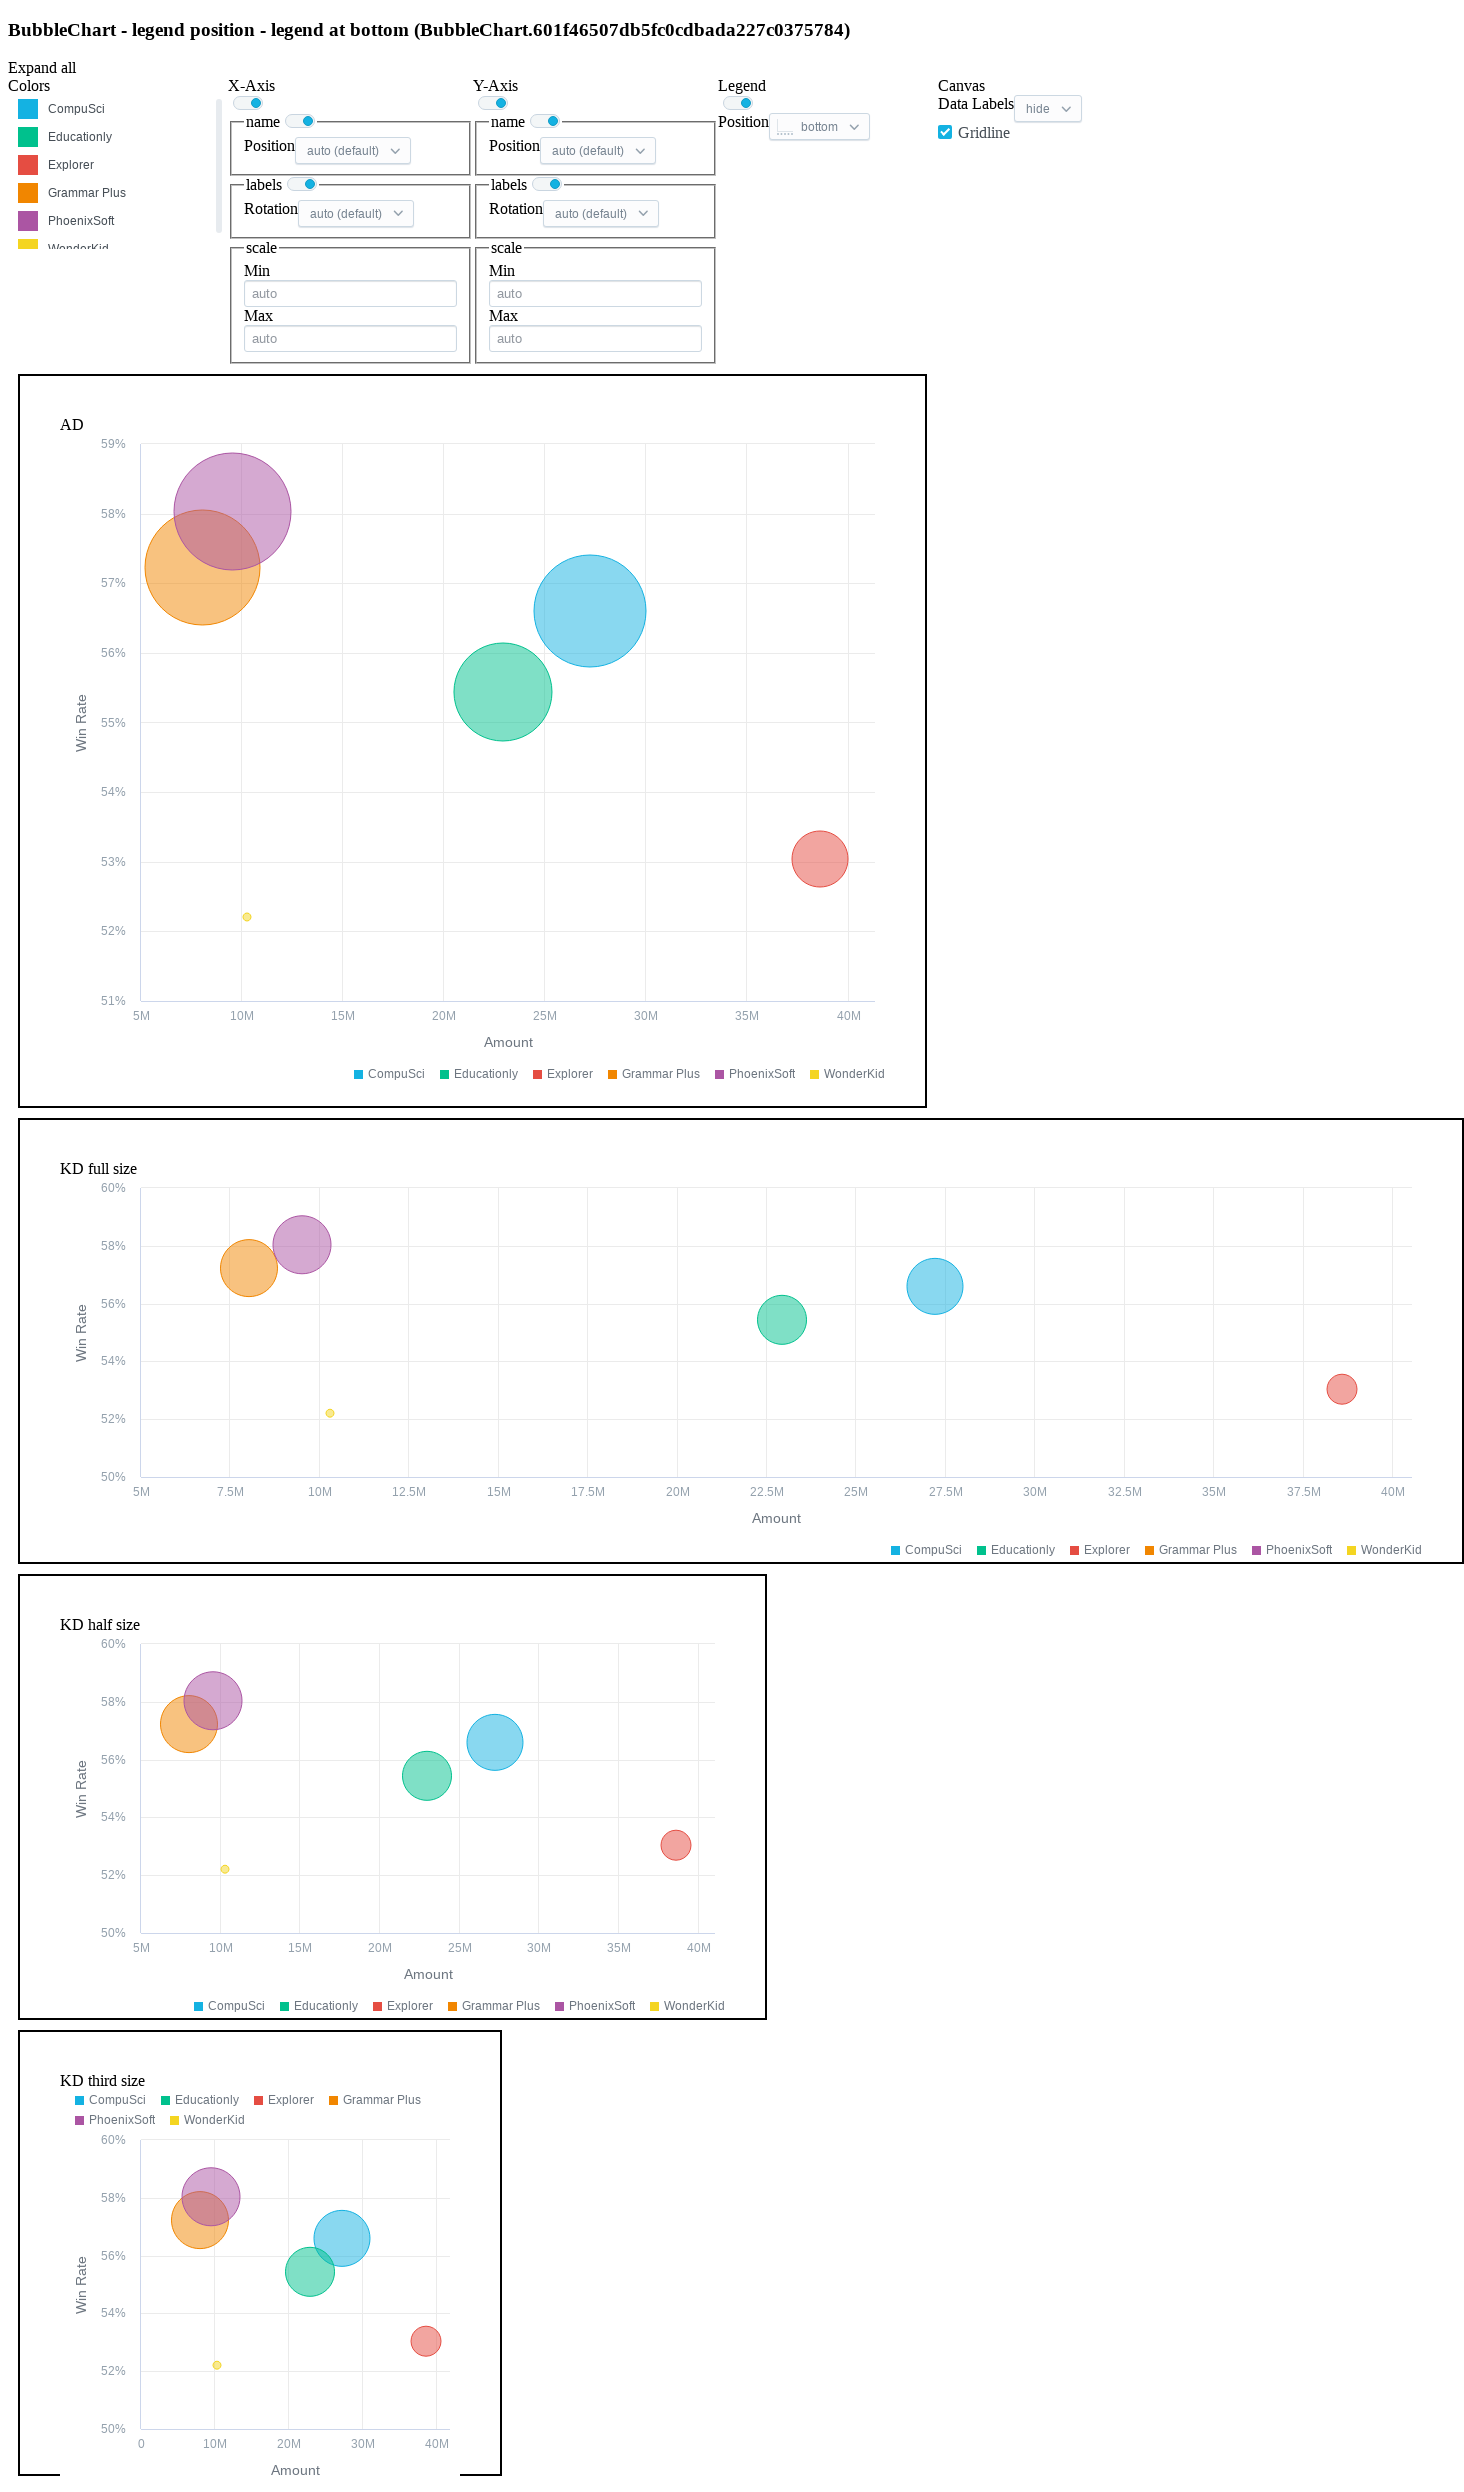 BubbleChart - legend position - legend at bottom (BubbleChart.601f46507db5fc0cdbada227c0375784)
Expand all
Colors
CompuSci
Educationly
Explorer
Grammar Plus
PhoenixSoft
WonderKid
X-Axis
name
Position auto (default)
labels
Rotation auto (default)
scale
Min
auto
Max
auto
Y-Axis
name
Position auto (default)
labels
Rotation auto (default)
scale
Min
auto
Max
auto
Legend
Position bottom
Canvas
Data Labels hide
Gridline
AD
59%
58%
57%
56%
55%
54%
53%
52%
51%
Win Rate
5M 10M 15M 20M 25M 30M 35M 40M
Amount
CompuSci Educationly Explorer Grammar Plus PhoenixSoft WonderKid
KD full size
60%
58%
56%
54%
52%
50%
Win Rate
5M 7.5M 10M 12.5M 15M 17.5M 20M 22.5M 25M 27.5M 30M 32.5M 35M 37.5M 40M
Amount
CompuSci Educationly Explorer Grammar Plus PhoenixSoft WonderKid
KD half size
60%
58%
56%
54%
52%
50%
Win Rate
5M 10M 15M 20M 25M 30M 35M 40M
Amount
CompuSci Educationly Explorer Grammar Plus PhoenixSoft WonderKid
KD third size
CompuSci Educationly Explorer Grammar Plus
PhoenixSoft WonderKid
60%
58%
56%
54%
52%
50%
Win Rate
0 10M 20M 30M 40M
Amount